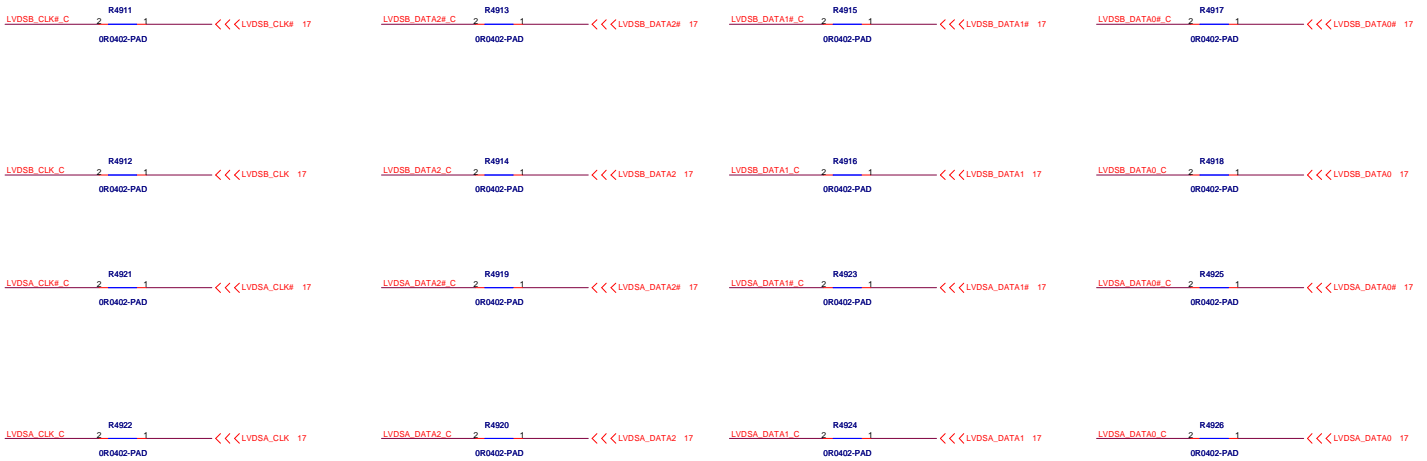 R4911 R4913 R4915 R4917
LVDSB_CLK#_C 2 1 LVDSB_CLK# 17 LVDSB_DATA2#_C 2 1 LVDSB_DATA2# 17 LVDSB_DATA1#_C 2 1 LVDSB_DATA1# 17 LVDSB_DATA0#_C 2 1 LVDSB_DATA0# 17
0R0402-PAD 0R0402-PAD 0R0402-PAD 0R0402-PAD
R4912 R4914 R4916 R4918
LVDSB_CLK_C 2 1 LVDSB_CLK 17 LVDSB_DATA2_C 2 1 LVDSB_DATA2 17 LVDSB_DATA1_C 2 1 LVDSB_DATA1 17 LVDSB_DATA0_C 2 1 LVDSB_DATA0 17
0R0402-PAD 0R0402-PAD 0R0402-PAD 0R0402-PAD
R4921 R4919 R4923 R4925
LVDSA_CLK#_C 2 1 LVDSA_CLK# 17 LVDSA_DATA2#_C 2 1 LVDSA_DATA2# 17 LVDSA_DATA1#_C 2 1 LVDSA_DATA1# 17 LVDSA_DATA0#_C 2 1 LVDSA_DATA0# 17
0R0402-PAD 0R0402-PAD 0R0402-PAD 0R0402-PAD
R4922 R4920 R4924 R4926
LVDSA_CLK_C 2 1 LVDSA_CLK 17 LVDSA_DATA2_C 2 1 LVDSA_DATA2 17 LVDSA_DATA1_C 2 1 LVDSA_DATA1 17 LVDSA_DATA0_C 2 1 LVDSA_DATA0 17
0R0402-PAD 0R0402-PAD 0R0402-PAD 0R0402-PAD